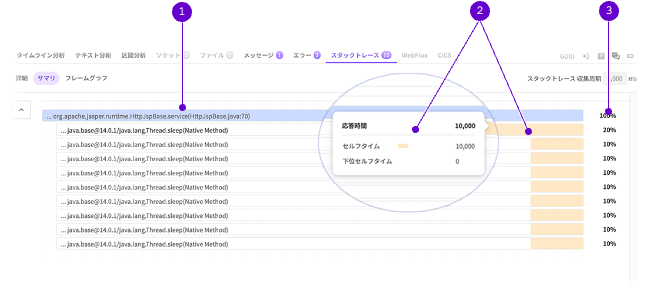 1 2 3
タイムライン分析 テキスト分析 区間分析 ソケット ファイル メッセージ 1 エラー 2 スタックトレース 10 WebFlux CICS GUID
詳細 サマリ フレームグラフ スタックトレース 収集周期 ,000 ms
... org.apache.jasper.runtime.HttpJspBase.service(HttpJspBase.java:70) 100%
... java.base@14.0.1/java.lang.Thread.sleep(Native Method) 20%
応答時間 10,000
セルフタイム 10,000
下位セルフタイム 0
... java.base@14.0.1/java.lang.Thread.sleep(Native Method) 10%
... java.base@14.0.1/java.lang.Thread.sleep(Native Method) 10%
... java.base@14.0.1/java.lang.Thread.sleep(Native Method) 10%
... java.base@14.0.1/java.lang.Thread.sleep(Native Method) 10%
... java.base@14.0.1/java.lang.Thread.sleep(Native Method) 10%
... java.base@14.0.1/java.lang.Thread.sleep(Native Method) 10%
... java.base@14.0.1/java.lang.Thread.sleep(Native Method) 10%
... java.base@14.0.1/java.lang.Thread.sleep(Native Method) 10%